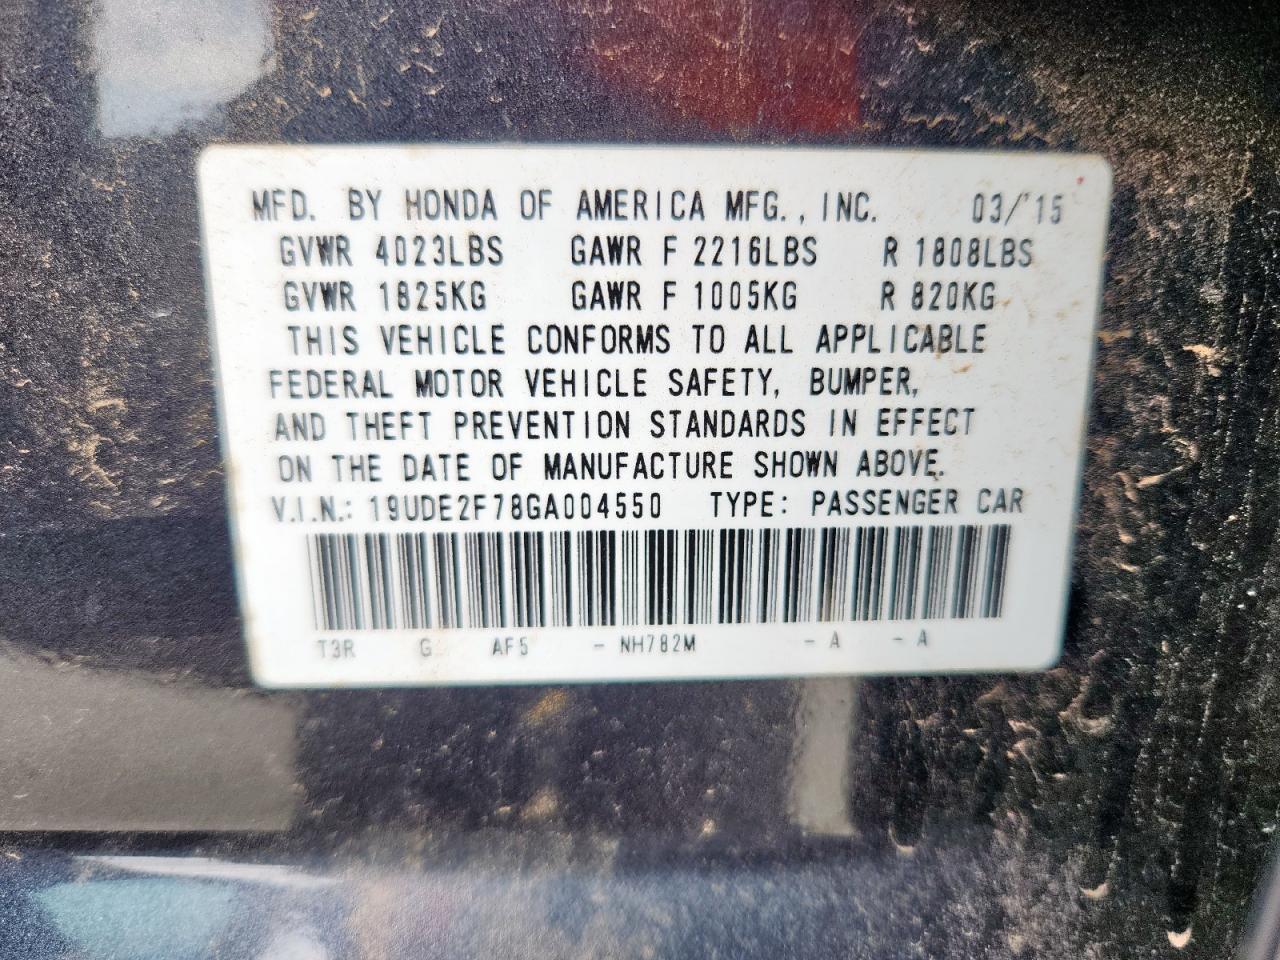 MFD. BY HONDA OF AMERICA MFG., INC. 03/'15
GVWR 4023LBS GAWR F 2216LBS R 1808LBS
GVWR 1825KG GAWR F 1005KG R 820KG
THIS VEHICLE CONFORMS TO ALL APPLICABLE
FEDERAL MOTOR VEHICLE SAFETY, BUMPER,
AND THEFT PREVENTION STANDARDS IN EFFECT
ON THE DATE OF MANUFACTURE SHOWN ABOVE.
V.I.N.: 19UDE2F78GA004550 TYPE: PASSENGER CAR
T3R G AF5 - NH782M - A - A